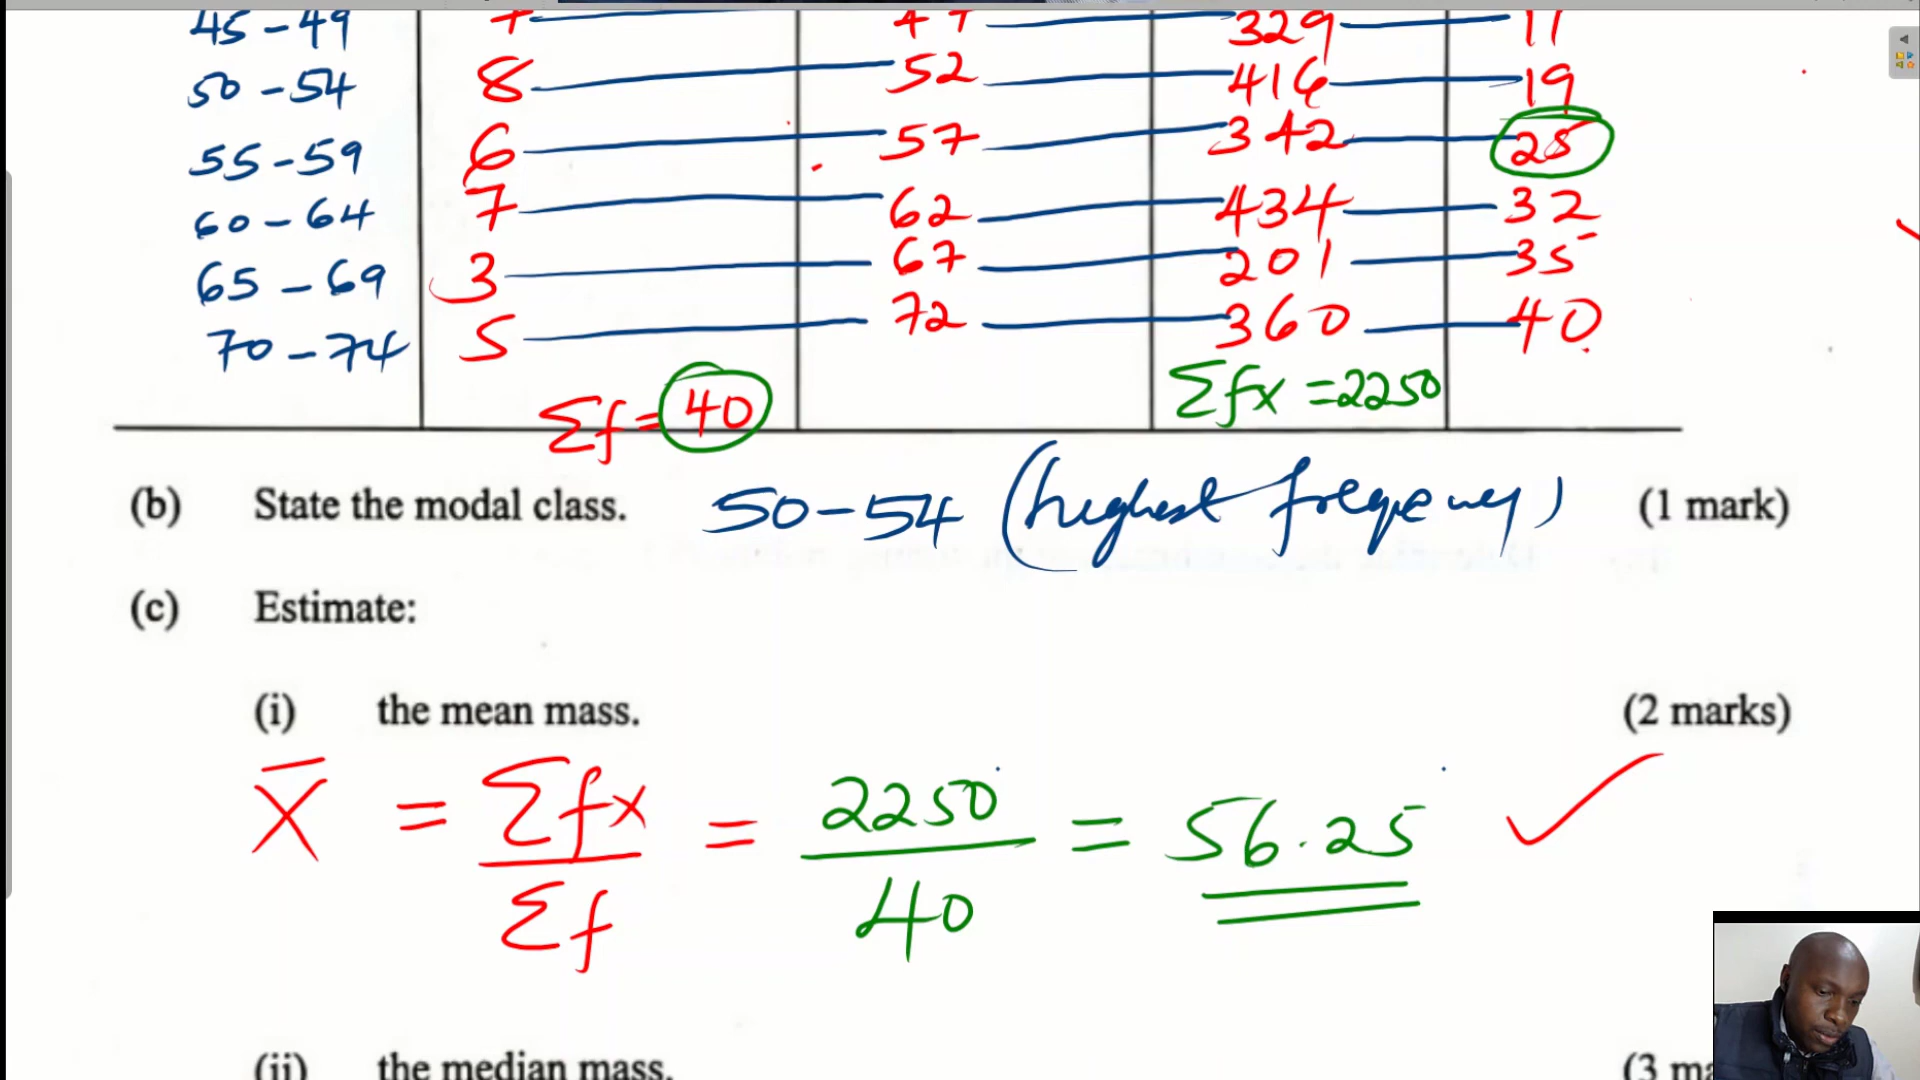 45-49 7 47 329 11
50-54 8 52 416 19
55-59 6 57 342 25
60-64 7 62 434 32
65-69 3 67 201 35
70-74 5 72 360 40
Σf = 40 Σfx = 2250
(b) State the modal class. 50-54 (highest frequency) (1 mark)
(c) Estimate:
(i) the mean mass. (2 marks)
X̄ = Σfx / Σf = 2250 / 40 = 56.25
(ii) the median mass. (3